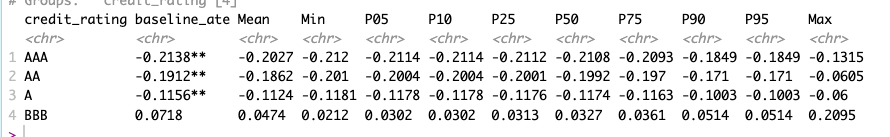 # Groups: credit_rating [4]
credit_rating baseline_ate Mean Min P05 P10 P25 P50 P75 P90 P95 Max
<chr> <chr> <chr> <chr> <chr> <chr> <chr> <chr> <chr> <chr> <chr> <chr>
1 AAA -0.2138** -0.2027 -0.212 -0.2114 -0.2114 -0.2112 -0.2108 -0.2093 -0.1849 -0.1849 -0.1315
2 AA -0.1912** -0.1862 -0.201 -0.2004 -0.2004 -0.2001 -0.1992 -0.197 -0.171 -0.171 -0.0605
3 A -0.1156** -0.1124 -0.1181 -0.1178 -0.1178 -0.1176 -0.1174 -0.1163 -0.1003 -0.1003 -0.06
4 BBB 0.0718 0.0474 0.0212 0.0302 0.0302 0.0313 0.0327 0.0361 0.0514 0.0514 0.2095
>